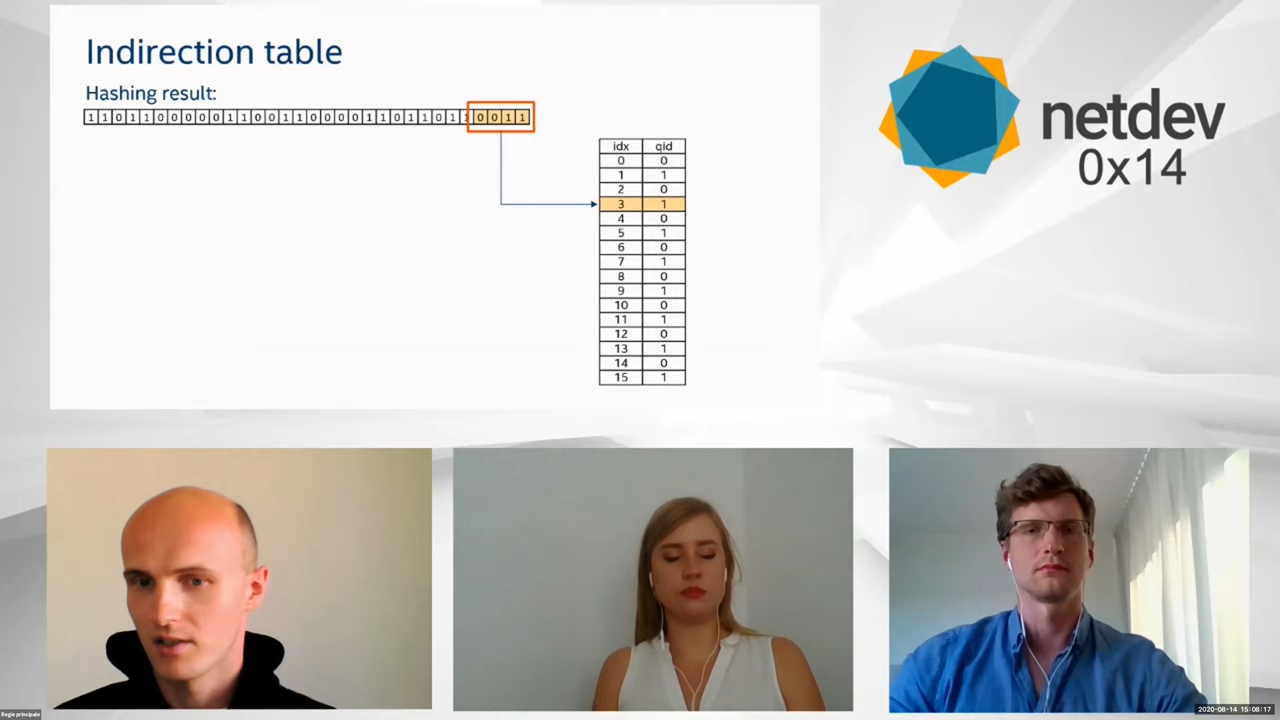 Indirection table
Hashing result:
1 1 0 1 1 0 0 0 0 0 1 1 0 0 1 1 0 0 0 0 1 1 0 1 1 0 1 1 0 0 1 1
idx qid
0 0
1 1
2 0
3 1
4 0
5 1
6 0
7 1
8 0
9 1
10 0
11 1
12 0
13 1
14 0
15 1
netdev
0x14
Regie principale
2020-08-14 15:08:17